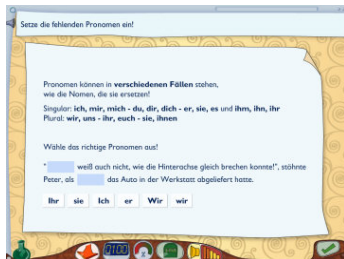 Setze die fehlenden Pronomen ein!
Pronomen können in verschiedenen Fällen stehen,
wie die Nomen, die sie ersetzen!
Singular: ich, mir, mich - du, dir, dich - er, sie, es und ihm, ihn, ihr
Plural: wir, uns - ihr, euch - sie, ihnen
Wähle das richtige Pronomen aus!
" weiß auch nicht, wie die Hinterachse gleich brechen konnte!", stöhnte
Peter, als das Auto in der Werkstatt abgeliefert hatte.
Ihr sie Ich er Wir wir